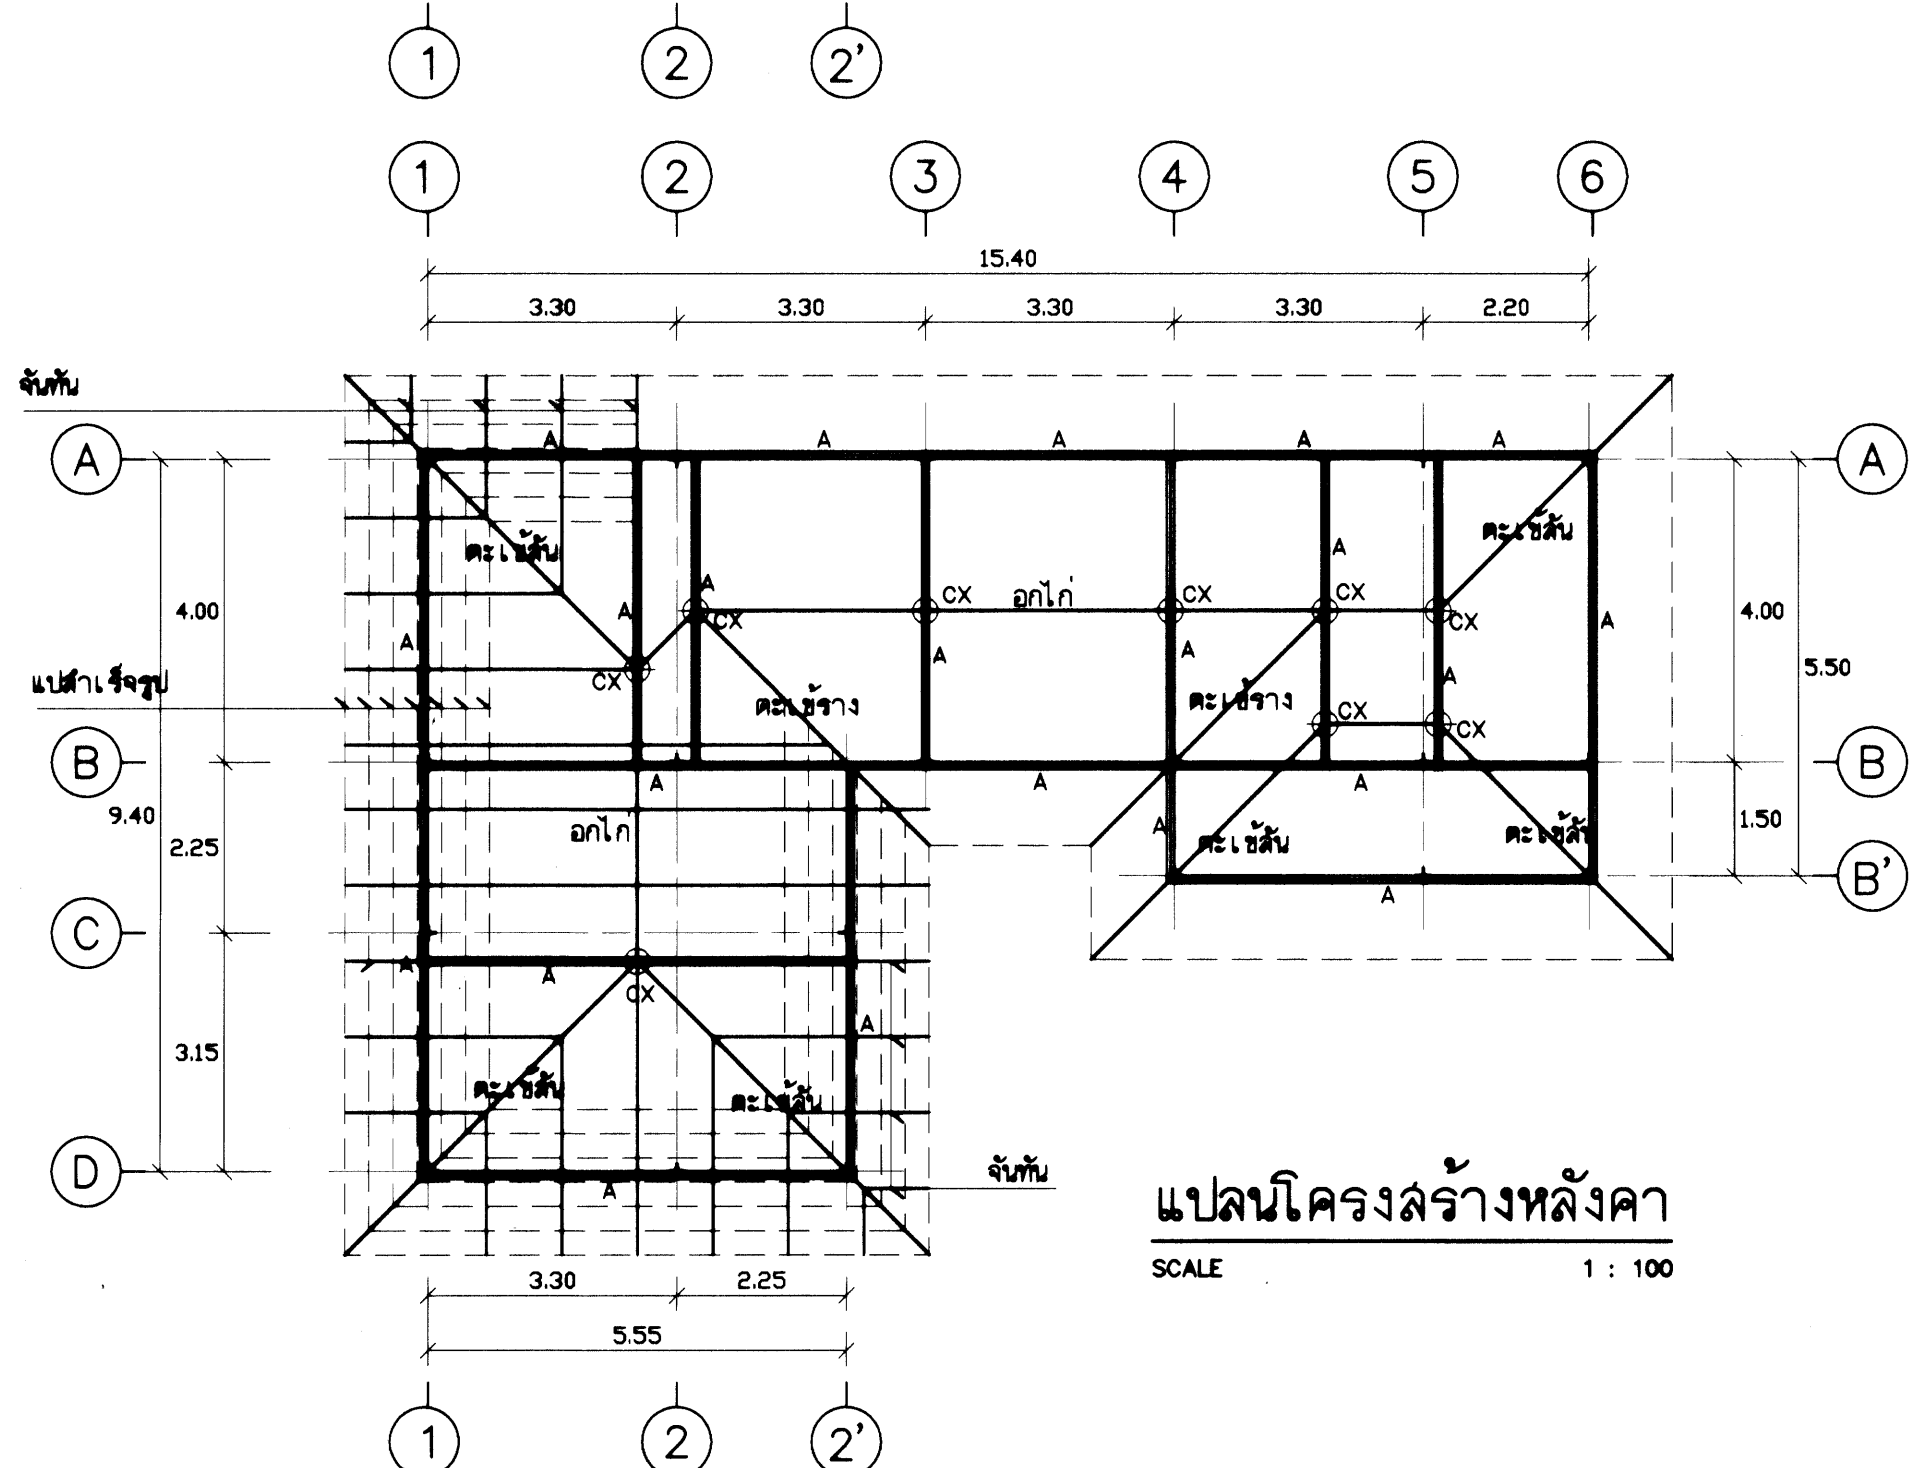 1 2 2'
1 2 3 4 5 6
15.40
3.30 3.30 3.30 3.30 2.20
จันทัน
A A A A A A A
ตะเข้สัน ตะเข้สัน
A
4.00 A A CX อกไก่ CX CX 4.00
CX CX A
A A A A 5.50
CX A
แปสำเร็จรูป ตะเข้ราง ตะเข้ราง
CX CX
B B
A A A
9.40 2.25 อกไก่ A 1.50
ตะเข้สัน ตะเข้สัน
B'
A
C
A A
CX
A
3.15
ตะเข้สัน ตะเข้สัน
D
A
จันทัน
แปลนโครงสร้างหลังคา
SCALE 1 : 100
3.30 2.25
5.55
1 2 2'